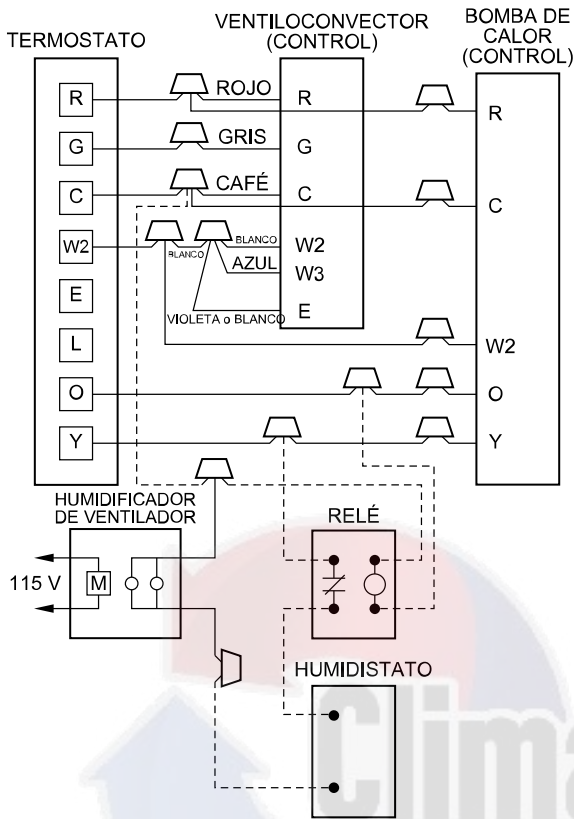 TERMOSTATO
VENTILOCONVECTOR
(CONTROL)
BOMBA DE
CALOR
(CONTROL)
R ROJO R R
G GRIS G
C CAFÉ C C
W2 BLANCO BLANCO W2
AZUL W3
E VIOLETA o BLANCO E
L W2
O O
Y Y
HUMIDIFICADOR
DE VENTILADOR
RELÉ
115 V M
HUMIDISTATO
Clima